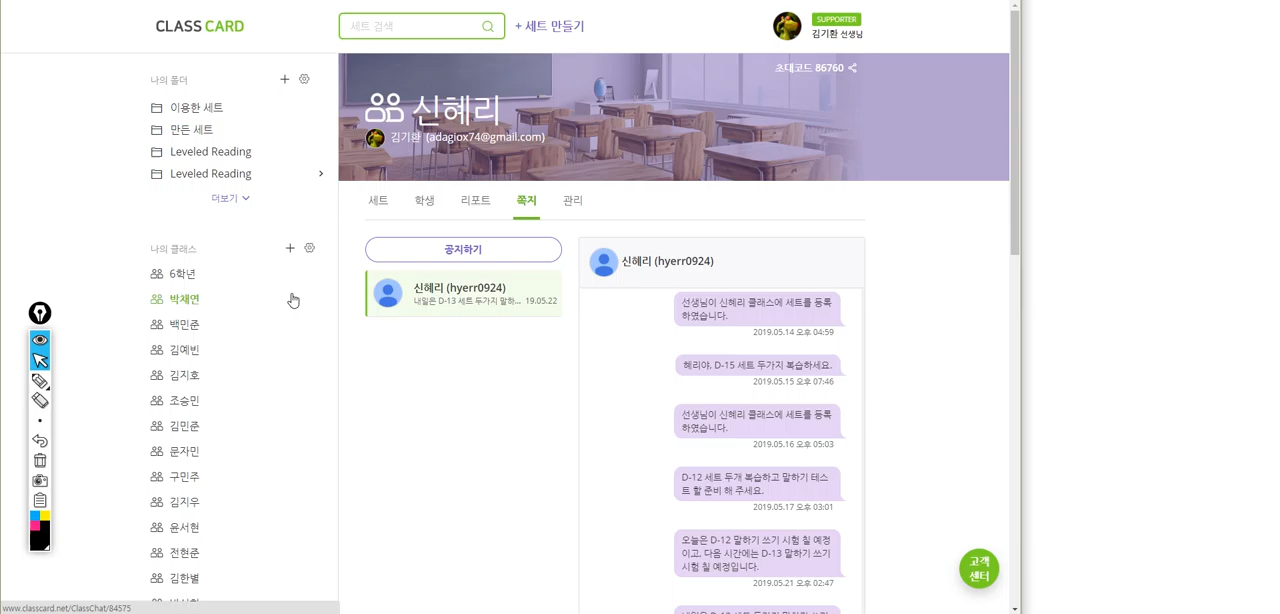 CLASS CARD
세트 검색
+ 세트 만들기
SUPPORTER
김기환 선생님
초대코드 86760
신혜리
김기환 (adagiox74@gmail.com)
나의 폴더
이용한 세트
만든 세트
Leveled Reading
Leveled Reading
더보기
나의 클래스
6학년
박채연
백민준
김예빈
김지호
조승민
김민준
문자민
구민주
김지우
윤서현
전현준
김한별
세트 학생 리포트 쪽지 관리
공지하기
신혜리 (hyerr0924)
내일은 D-13 세트 두가지 말하... 19.05.22
신혜리 (hyerr0924)
선생님이 신혜리 클래스에 세트를 등록
하였습니다.
2019.05.14 오후 04:59
혜리야, D-15 세트 두가지 복습하세요.
2019.05.15 오후 07:46
선생님이 신혜리 클래스에 세트를 등록
하였습니다.
2019.05.16 오후 05:03
D-12 세트 두개 복습하고 말하기 테스
트 할 준비 해 주세요.
2019.05.17 오후 03:01
오늘은 D-12 말하기 쓰기 시험 칠 예정
이고, 다음 시간에는 D-13 말하기 쓰기
시험 칠 예정입니다.
2019.05.21 오후 02:47
고객
센터
www.classcard.net/ClassChat/84575